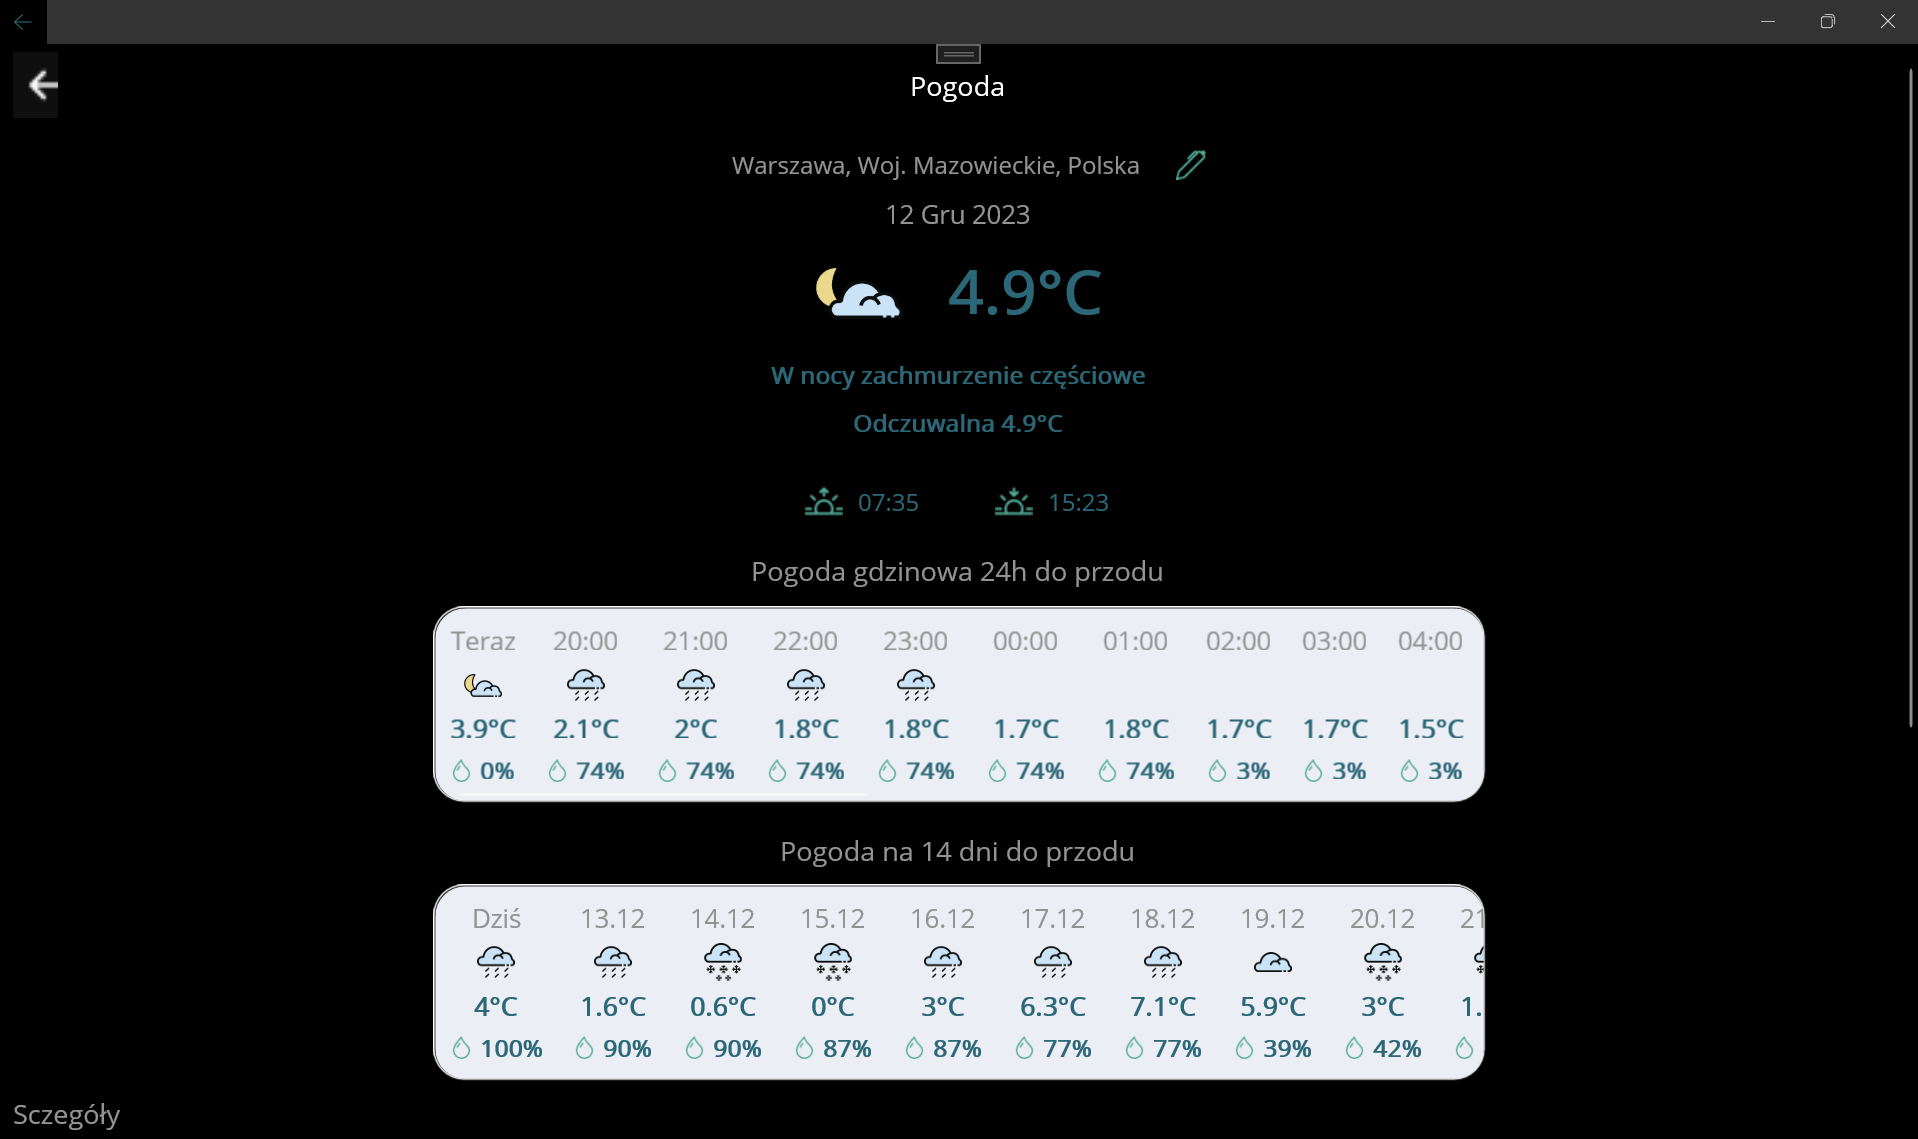 Pogoda
Warszawa, Woj. Mazowieckie, Polska
12 Gru 2023
4.9°C
W nocy zachmurzenie częściowe
Odczuwalna 4.9°C
07:35 15:23
Pogoda gdzinowa 24h do przodu
Teraz 20:00 21:00 22:00 23:00 00:00 01:00 02:00 03:00 04:00
3.9°C 2.1°C 2°C 1.8°C 1.8°C 1.7°C 1.8°C 1.7°C 1.7°C 1.5°C
0% 74% 74% 74% 74% 74% 74% 3% 3% 3%
Pogoda na 14 dni do przodu
Dziś 13.12 14.12 15.12 16.12 17.12 18.12 19.12 20.12 21
4°C 1.6°C 0.6°C 0°C 3°C 6.3°C 7.1°C 5.9°C 3°C 1.
100% 90% 90% 87% 87% 77% 77% 39% 42%
Sczegóły